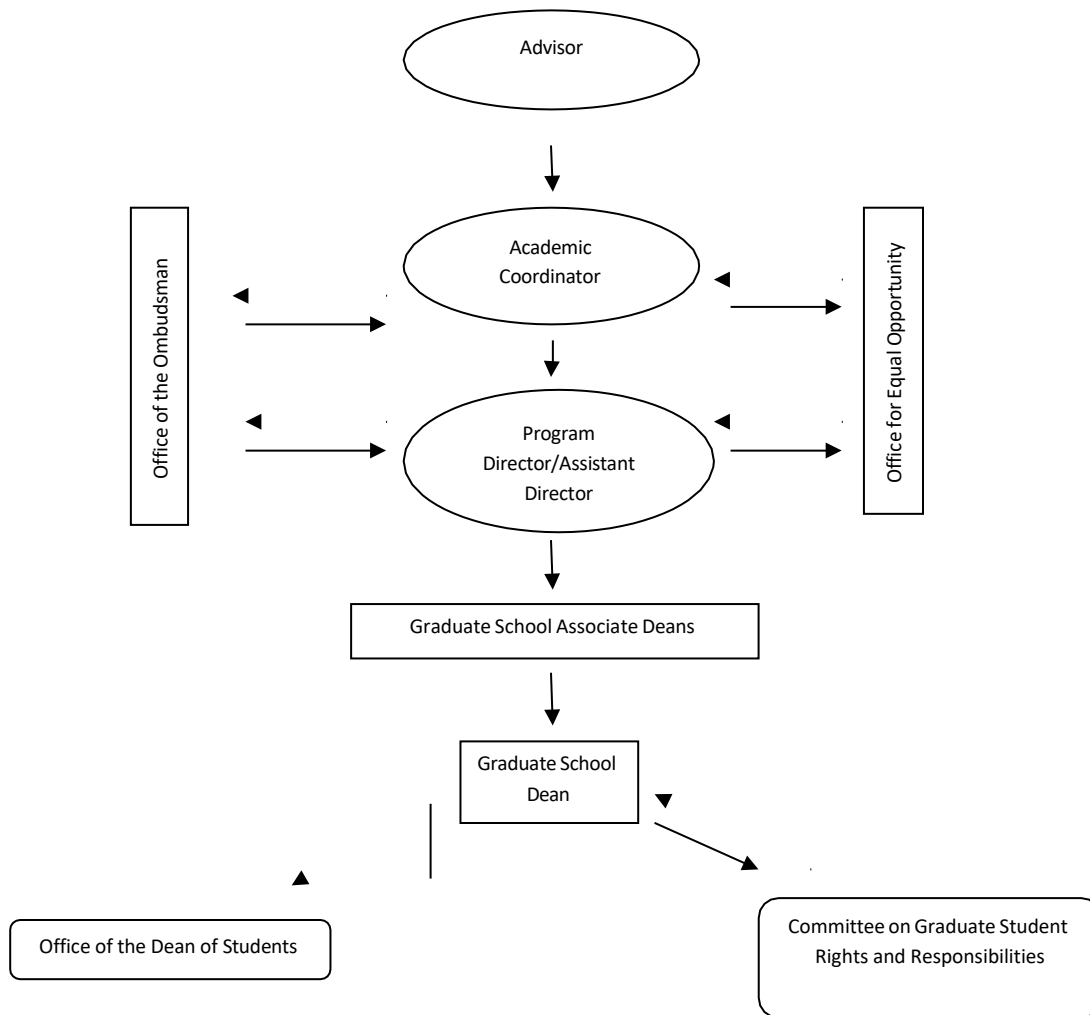 Advisor
Academic
Coordinator
Office of the Ombudsman
Office for Equal Opportunity
Program
Director/Assistant
Director
Graduate School Associate Deans
Graduate School
Dean
Office of the Dean of Students
Committee on Graduate Student
Rights and Responsibilities